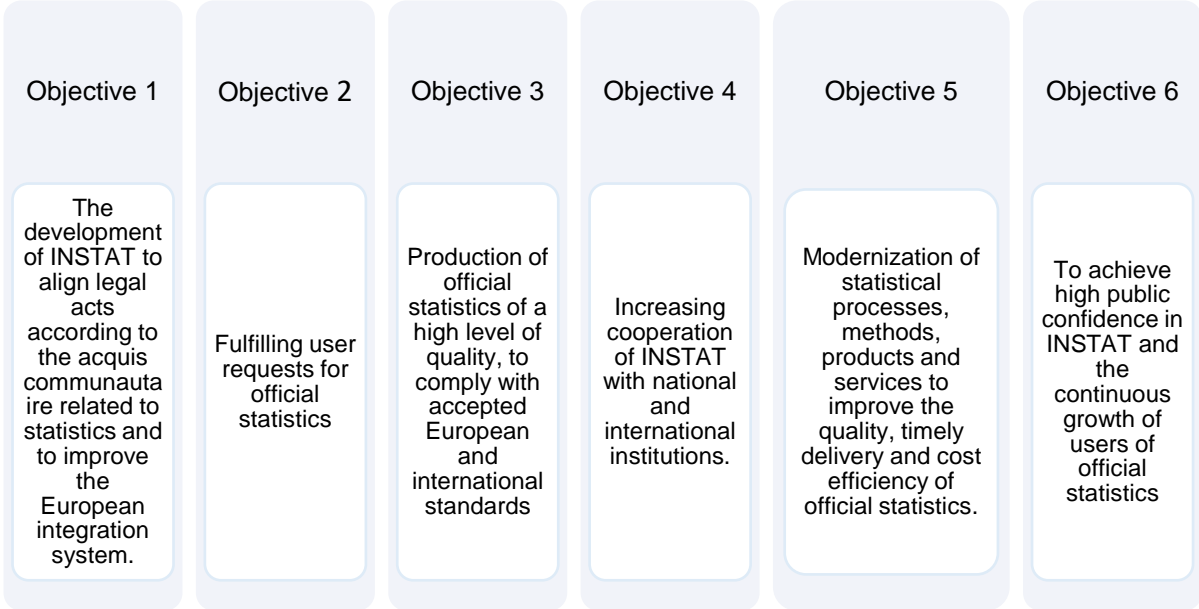 Objective 1
The
development
of INSTAT to
align legal
acts
according to
the acquis
communauta
ire related to
statistics and
to improve
the
European
integration
system.
Objective 2
Fulfilling user
requests for
official
statistics
Objective 3
Production of
official
statistics of a
high level of
quality, to
comply with
accepted
European
and
international
standards
Objective 4
Increasing
cooperation
of INSTAT
with national
and
international
institutions.
Objective 5
Modernization of
statistical
processes,
methods,
products and
services to
improve the
quality, timely
delivery and cost
efficiency of
official statistics.
Objective 6
To achieve
high public
confidence in
INSTAT and
the
continuous
growth of
users of
official
statistics